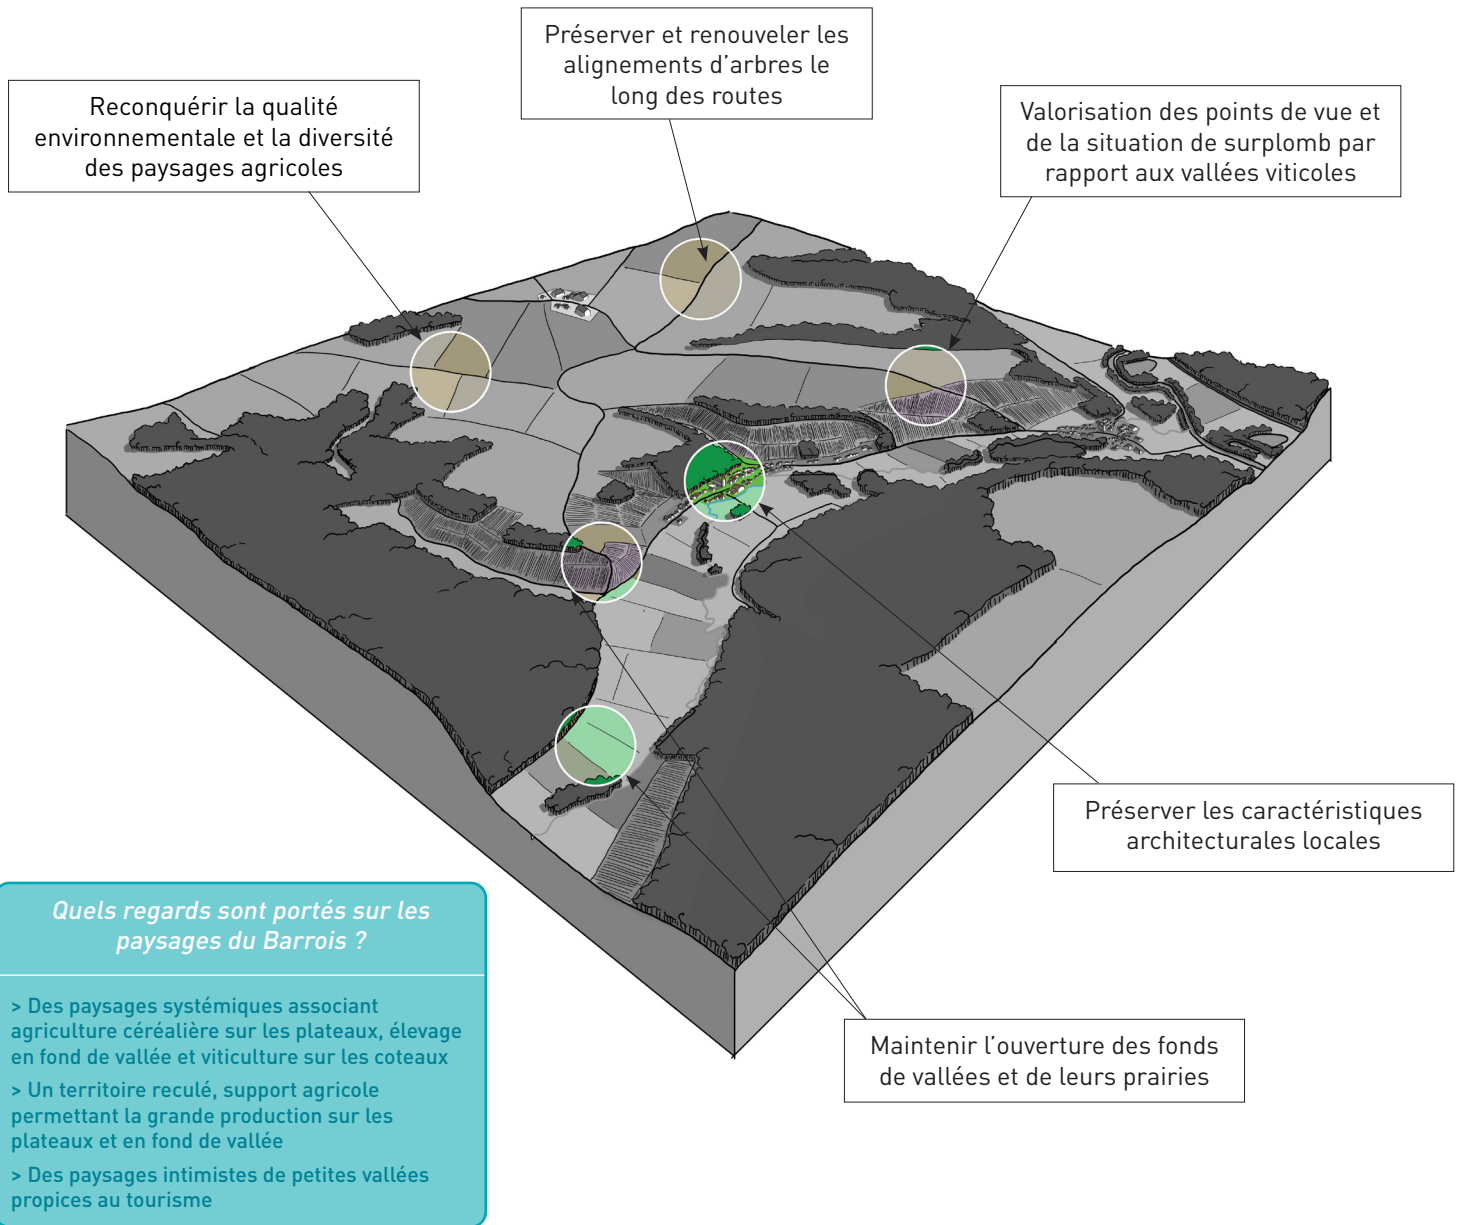 Préserver et renouveler les
alignements d'arbres le
long des routes
Reconquérir la qualité
environnementale et la diversité
des paysages agricoles
Valorisation des points de vue et
de la situation de surplomb par
rapport aux vallées viticoles
Préserver les caractéristiques
architecturales locales
Maintenir l'ouverture des fonds
de vallées et de leurs prairies
Quels regards sont portés sur les
paysages du Barrois ?
> Des paysages systémiques associant
agriculture céréalière sur les plateaux, élevage
en fond de vallée et viticulture sur les coteaux
> Un territoire reculé, support agricole
permettant la grande production sur les
plateaux et en fond de vallée
> Des paysages intimistes de petites vallées
propices au tourisme